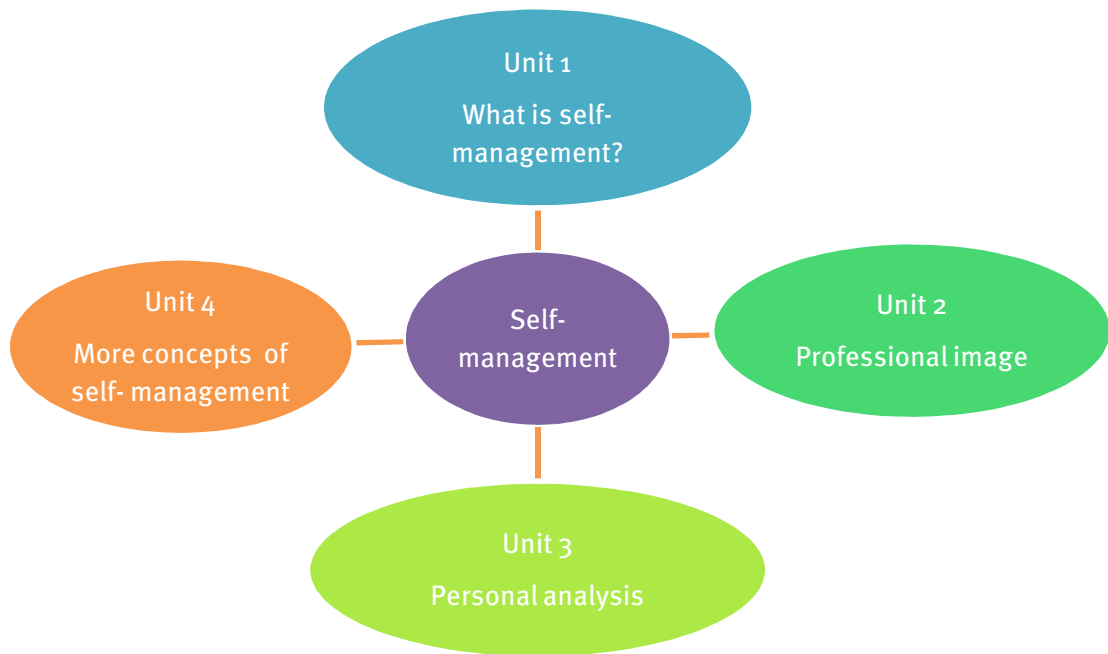 Unit 1
What is self-
management?
Unit 4
More concepts  of
self- management
Self-
management
Unit 2
Professional image
Unit 3
Personal analysis